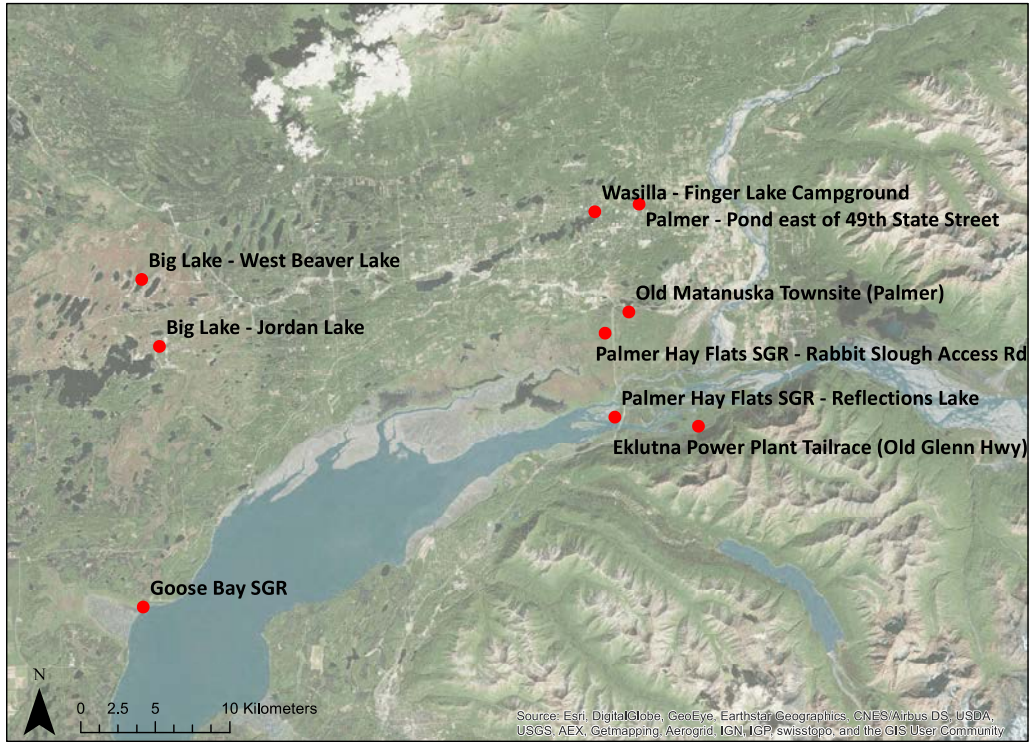 Wasilla - Finger Lake Campground
Palmer - Pond east of 49th State Street
Big Lake - West Beaver Lake
Old Matanuska Townsite (Palmer)
Big Lake - Jordan Lake
Palmer Hay Flats SGR - Rabbit Slough Access Rd
Palmer Hay Flats SGR - Reflections Lake
Eklutna Power Plant Tailrace (Old Glenn Hwy)
Goose Bay SGR
N
0 2.5 5 10 Kilometers
Source: Esri, DigitalGlobe, GeoEye, Earthstar Geographics, CNES/Airbus DS, USDA,
USGS, AEX, Getmapping, Aerogrid, IGN, IGP, swisstopo, and the GIS User Community